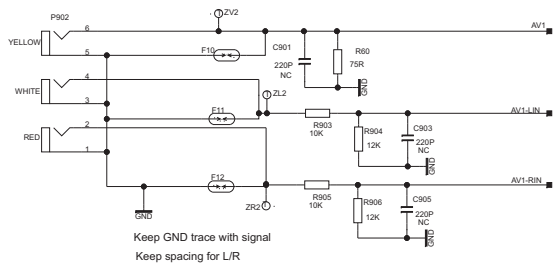 P902
ZV2
6
AV1
YELLOW
5
F10
C901
220P
NC
R60
75R
GND
WHITE
4
3
ZL2
F11
AV1-LIN
R903
10K
R904
12K
C903
220P
NC
GND
RED
2
1
F12
AV1-RIN
GND
ZR2
R905
10K
R906
12K
C905
220P
NC
GND
Keep GND trace with signal
Keep spacing for L/R